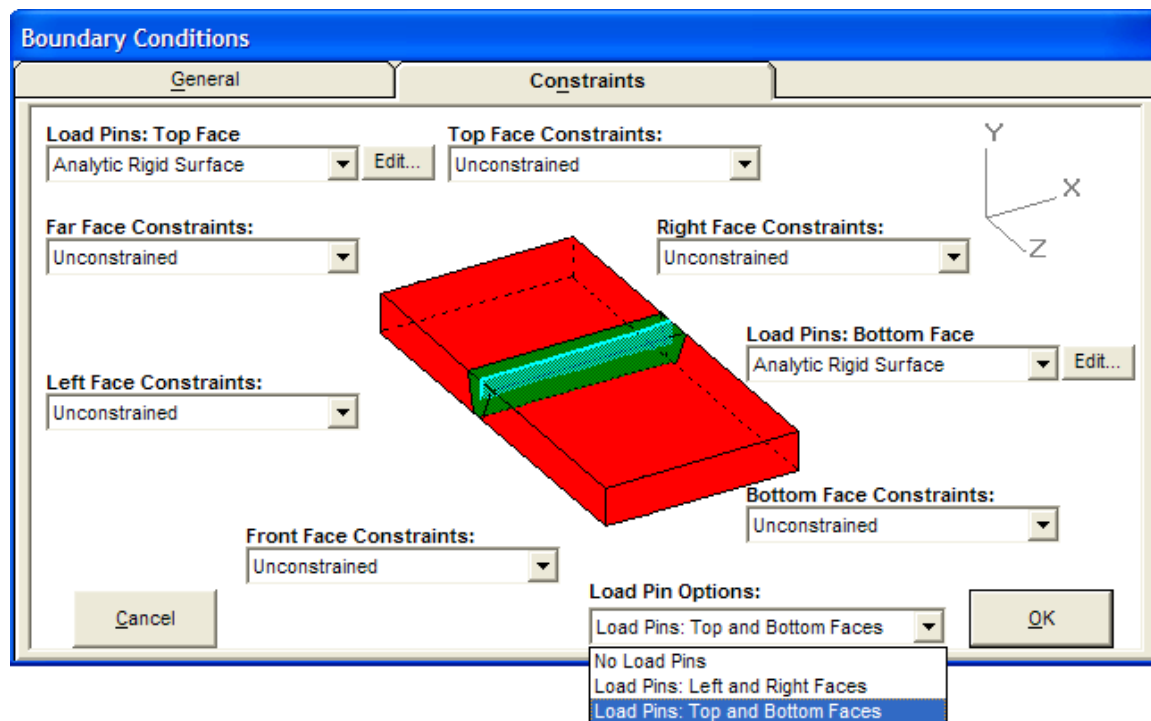 Boundary Conditions
General
Constraints
Load Pins: Top Face
Analytic Rigid Surface
Edit...
Top Face Constraints:
Unconstrained
Y
X
Z
Far Face Constraints:
Unconstrained
Right Face Constraints:
Unconstrained
Load Pins: Bottom Face
Analytic Rigid Surface
Edit...
Left Face Constraints:
Unconstrained
Bottom Face Constraints:
Unconstrained
Front Face Constraints:
Unconstrained
Load Pin Options:
Load Pins: Top and Bottom Faces
Cancel
OK
No Load Pins
Load Pins: Left and Right Faces
Load Pins: Top and Bottom Faces